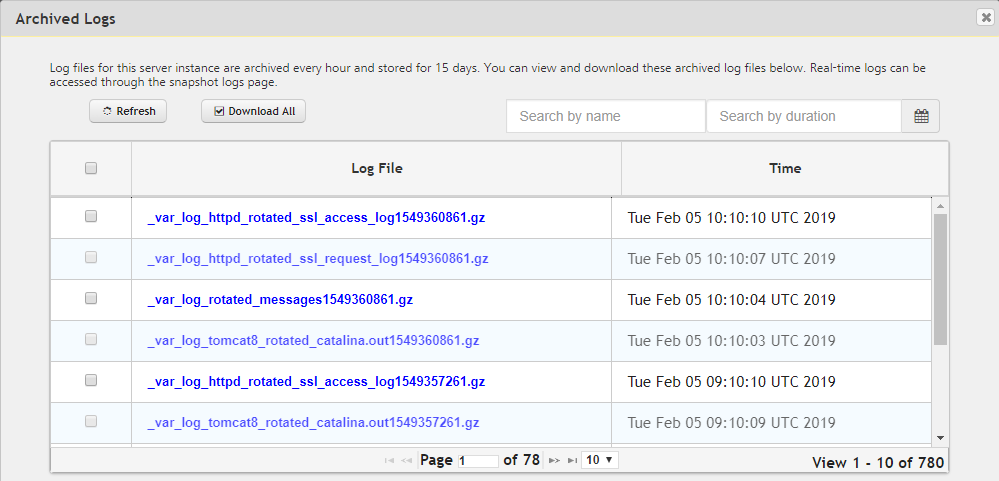 Archived Logs
Log files for this server instance are archived every hour and stored for 15 days. You can view and download these archived log files below. Real-time logs can be
accessed through the snapshot logs page.
Refresh Download All Search by name Search by duration
Log File Time
_var_log_httpd_rotated_ssl_access_log1549360861.gz Tue Feb 05 10:10:10 UTC 2019
_var_log_httpd_rotated_ssl_request_log1549360861.gz Tue Feb 05 10:10:07 UTC 2019
_var_log_rotated_messages1549360861.gz Tue Feb 05 10:10:04 UTC 2019
_var_log_tomcat8_rotated_catalina.out1549360861.gz Tue Feb 05 10:10:03 UTC 2019
_var_log_httpd_rotated_ssl_access_log1549357261.gz Tue Feb 05 09:10:10 UTC 2019
_var_log_tomcat8_rotated_catalina.out1549357261.gz Tue Feb 05 09:10:09 UTC 2019
Page 1 of 78 10 View 1 - 10 of 780